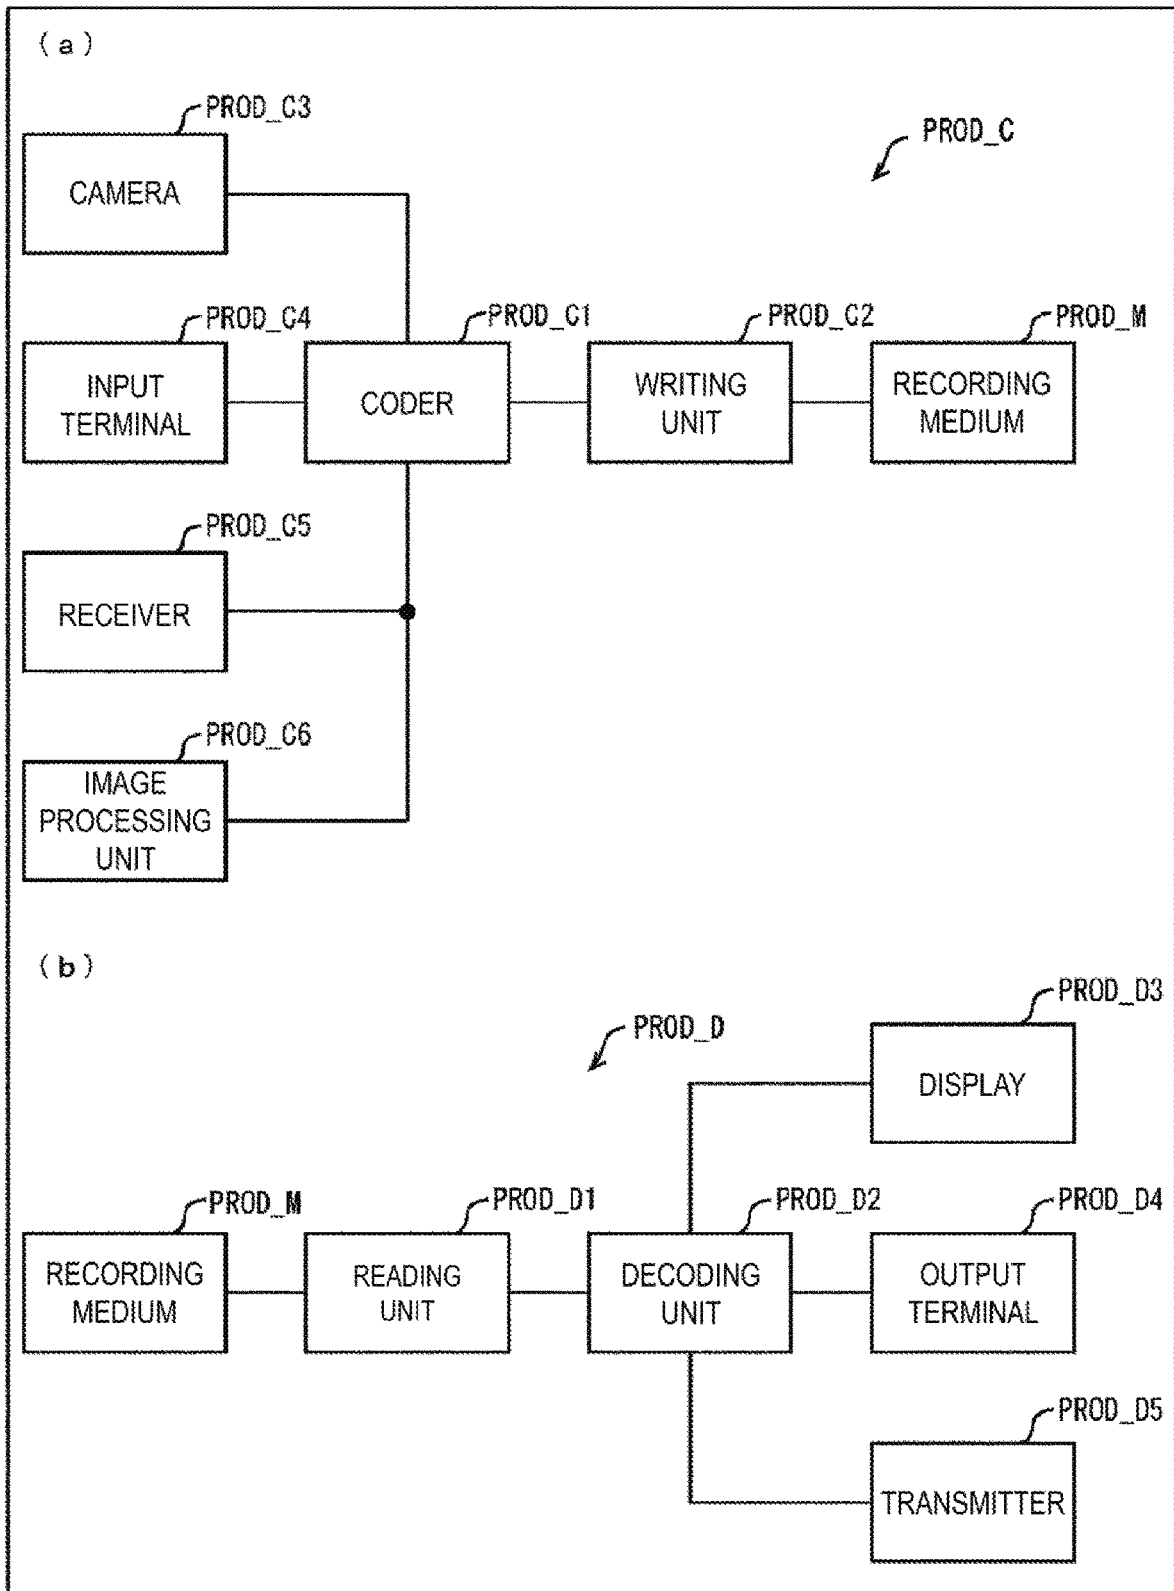 (a)
PROD_C3
PROD_C
CAMERA
PROD_C4
PROD_C1
PROD_C2
PROD_M
INPUT
TERMINAL
CODER
WRITING
UNIT
RECORDING
MEDIUM
PROD_C5
RECEIVER
PROD_C6
IMAGE
PROCESSING
UNIT
(b)
PROD_D3
PROD_D
DISPLAY
PROD_M
PROD_D1
PROD_D2
PROD_D4
RECORDING
MEDIUM
READING
UNIT
DECODING
UNIT
OUTPUT
TERMINAL
PROD_D5
TRANSMITTER